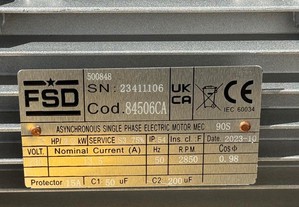 FSD
500848
SN: 23411106
Cod. 84506CA
UK
CA
CE
IEC 60034
ASYNCHRONOUS SINGLE PHASE ELECTRIC MOTOR MEC 90S
HP/ kW SERVICE IP Ins. cl. F Date 2023-10
VOLT. Nominal Current (A) Hz R.P.M. Cos Φ
50 2850 0.98
Protector C1: uF C2: 200 uF